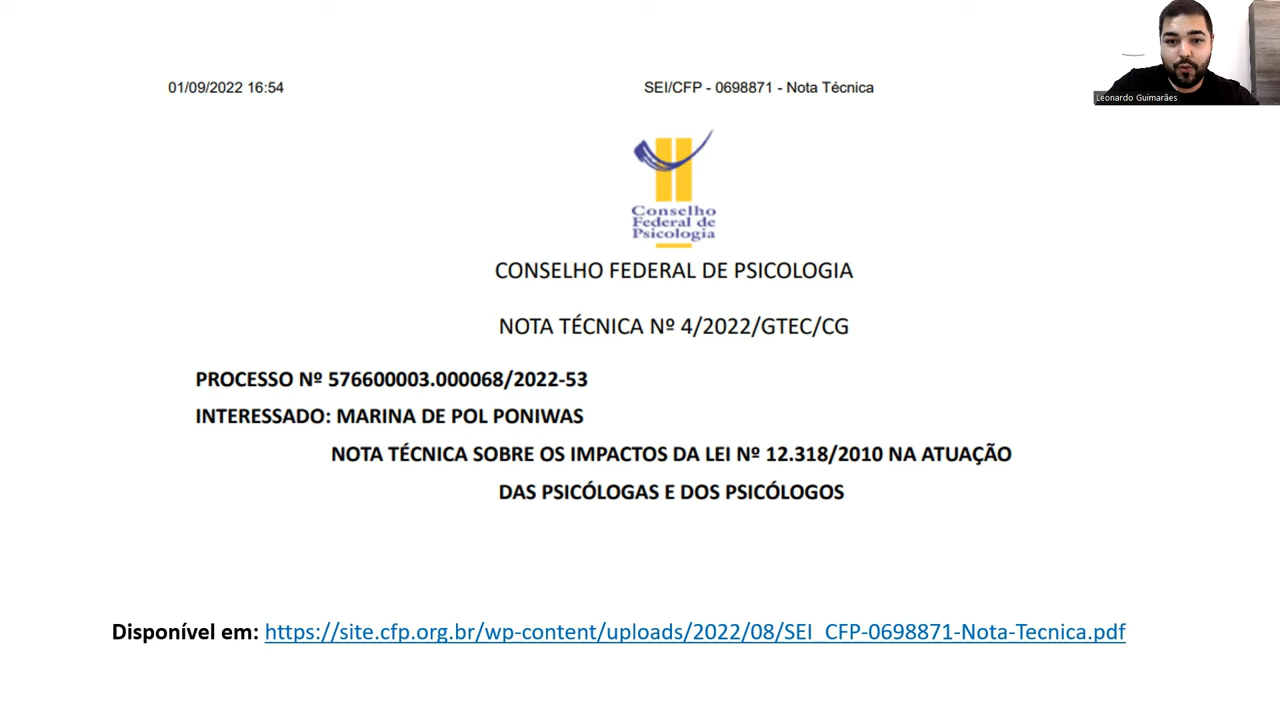 01/09/2022 16:54
SEI/CFP - 0698871 - Nota Técnica
Leonardo Guimarães
Conselho
Federal de
Psicologia
CONSELHO FEDERAL DE PSICOLOGIA
NOTA TÉCNICA Nº 4/2022/GTEC/CG
PROCESSO Nº 576600003.000068/2022-53
INTERESSADO: MARINA DE POL PONIWAS
NOTA TÉCNICA SOBRE OS IMPACTOS DA LEI Nº 12.318/2010 NA ATUAÇÃO
DAS PSICÓLOGAS E DOS PSICÓLOGOS
Disponível em: https://site.cfp.org.br/wp-content/uploads/2022/08/SEI_CFP-0698871-Nota-Tecnica.pdf